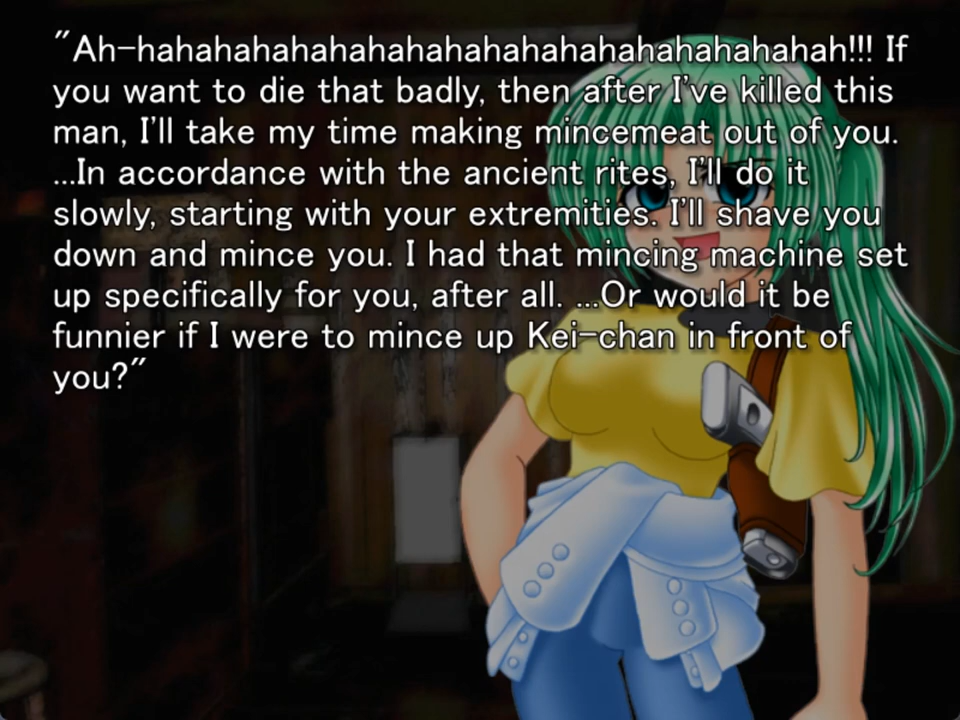 "Ah-hahahahahahahahahahahahahahahahahahah!!! If
you want to die that badly, then after I've killed this
man, I'll take my time making mincemeat out of you.
...In accordance with the ancient rites, I'll do it
slowly, starting with your extremities. I'll shave you
down and mince you. I had that mincing machine set
up specifically for you, after all. ...Or would it be
funnier if I were to mince up Kei-chan in front of
you?"